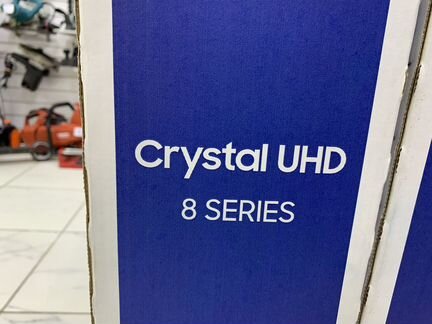 Crystal UHD
8 SERIES